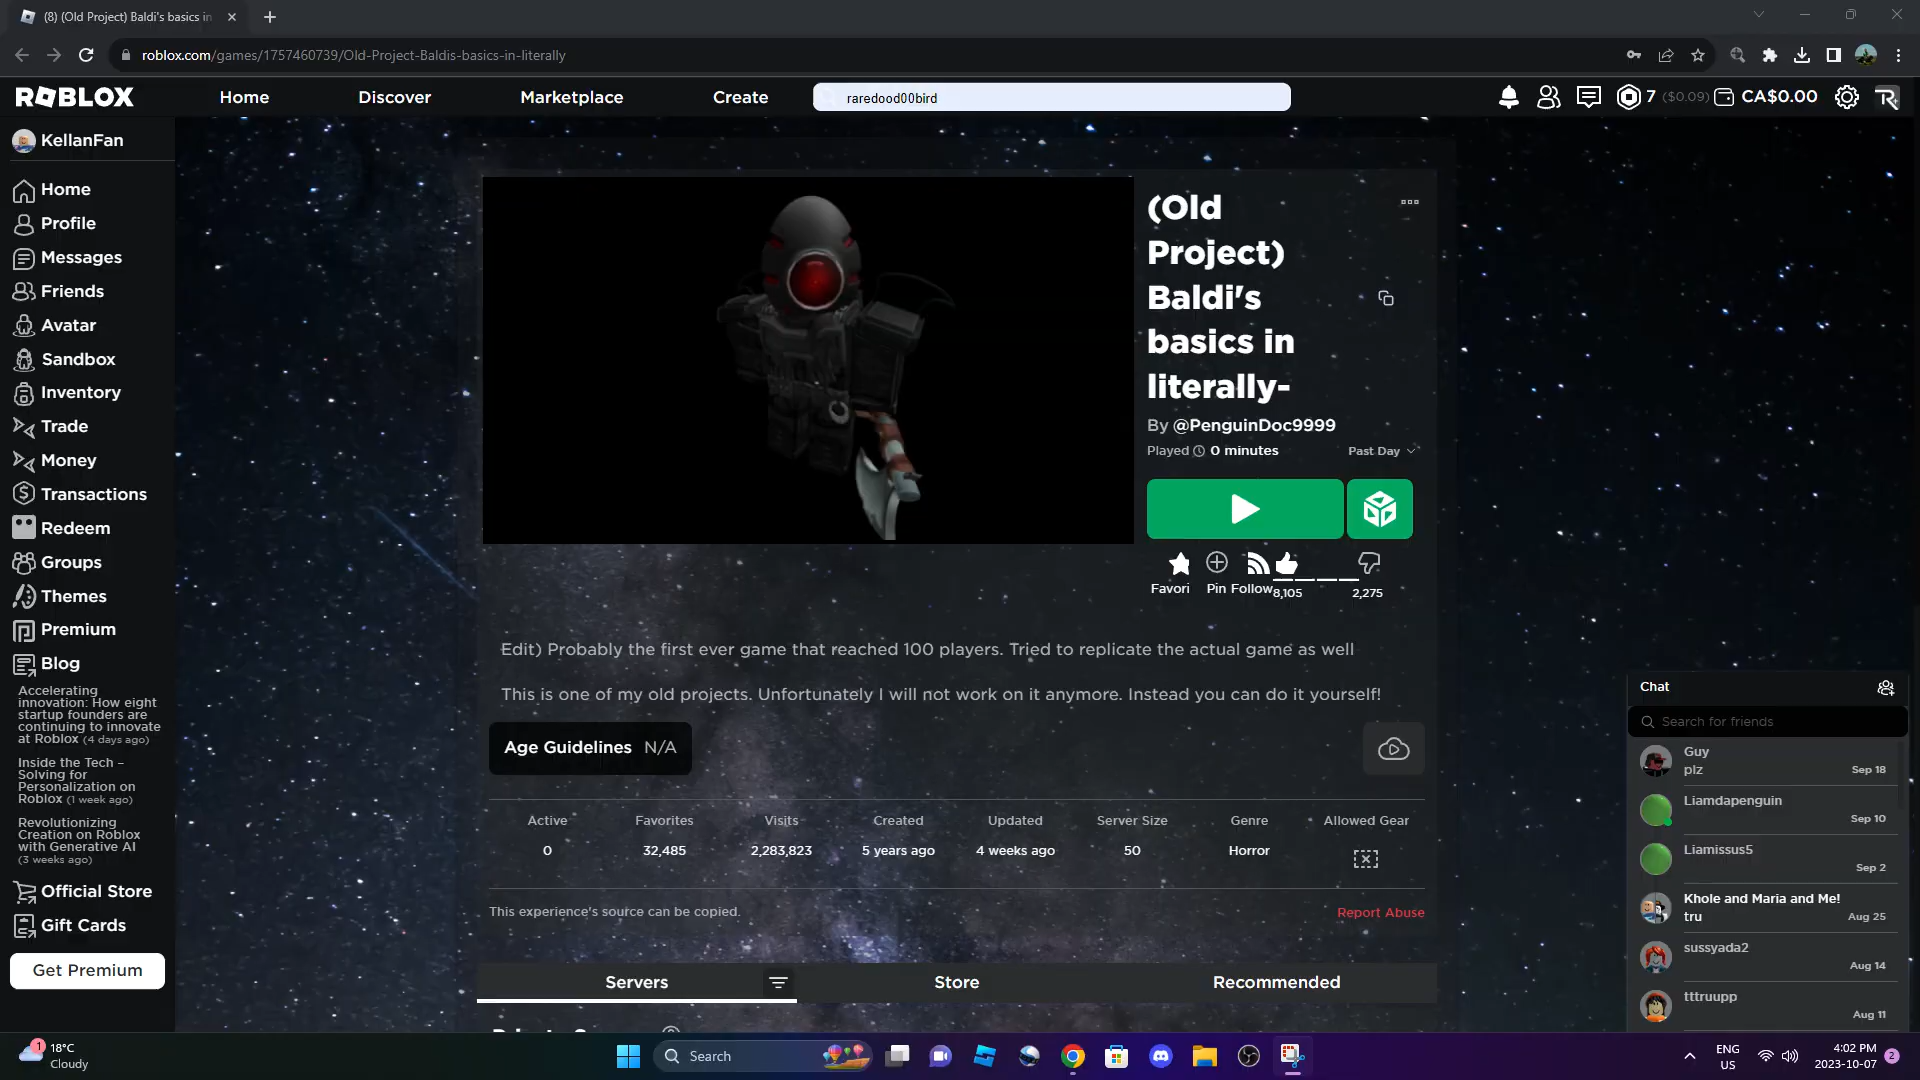 (8) (Old Project) Baldi's basics in
roblox.com/games/1757460739/Old-Project-Baldis-basics-in-literally
ROBLOX
Home
Discover
Marketplace
Create
raredood00bird
7 ($0.09)
CA$0.00
KellanFan
Home
Profile
Messages
Friends
Avatar
Sandbox
Inventory
Trade
Money
Transactions
Redeem
Groups
Themes
Premium
Blog
Accelerating
innovation: How eight
startup founders are
continuing to innovate
at Roblox (4 days ago)
Inside the Tech –
Solving for
Personalization on
Roblox (1 week ago)
Revolutionizing
Creation on Roblox
with Generative AI
(3 weeks ago)
Official Store
Gift Cards
Get Premium
(Old
Project)
Baldi's
basics in
literally-
By @PenguinDoc9999
Played 0 minutes
Past Day
Favori
Pin
Follow
8,105
2,275
Edit) Probably the first ever game that reached 100 players. Tried to replicate the actual game as well
This is one of my old projects. Unfortunately I will not work on it anymore. Instead you can do it yourself!
Age Guidelines N/A
Active Favorites Visits Created Updated Server Size Genre Allowed Gear
0 32,485 2,283,823 5 years ago 4 weeks ago 50 Horror
This experience's source can be copied.
Report Abuse
Servers
Store
Recommended
Chat
Search for friends
Guy
plz
Sep 18
Liamdapenguin
Sep 10
Liamissus5
Sep 2
Khole and Maria and Me!
tru
Aug 25
sussyada2
Aug 14
tttruupp
Aug 11
1
18°C
Cloudy
Search
ENG
US
4:02 PM
2023-10-07
2